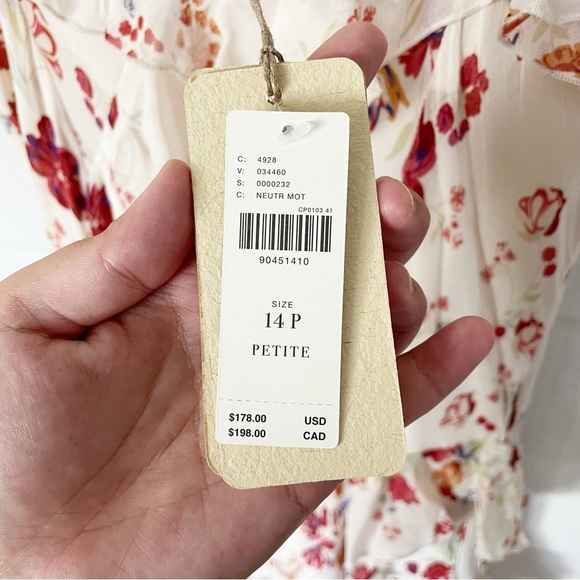 C: 4928
V: 034460
S: 0000232
C: NEUTR MOT
CP0103 41
90451410
SIZE
14 P
PETITE
$178.00 USD
$198.00 CAD